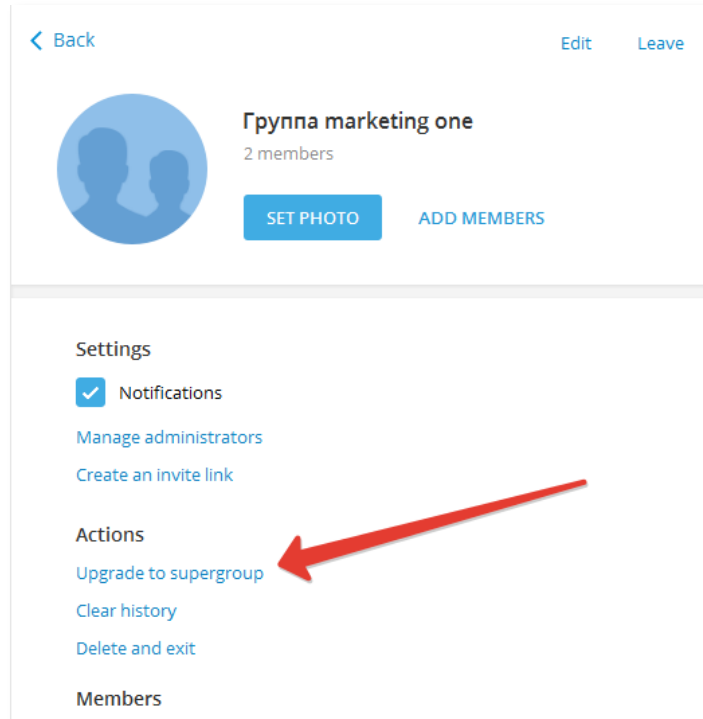 Back
Edit Leave
Группа marketing one
2 members
SET PHOTO ADD MEMBERS
Settings
Notifications
Manage administrators
Create an invite link
Actions
Upgrade to supergroup
Clear history
Delete and exit
Members